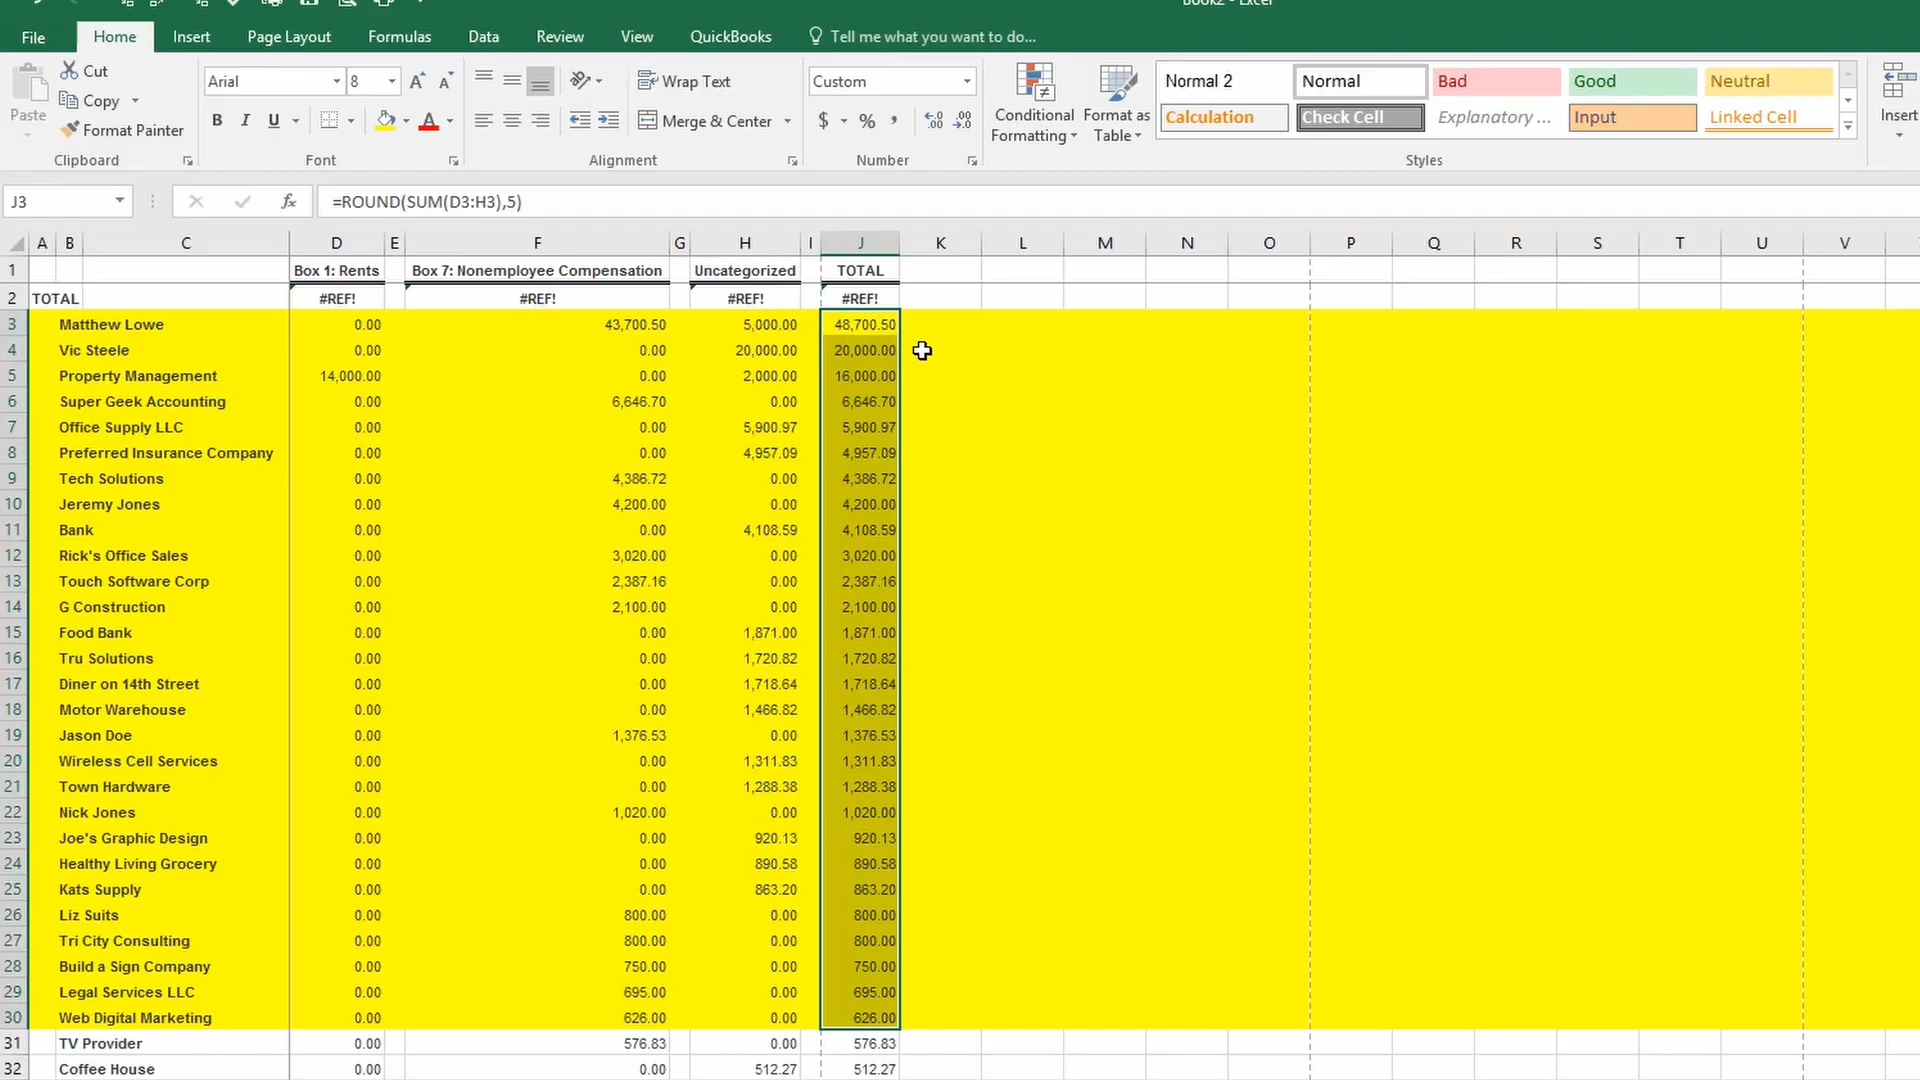 Book2 - Excel
File Home Insert Page Layout Formulas Data Review View QuickBooks Tell me what you want to do...
Paste Cut Copy Format Painter Clipboard
Arial 8 B I U Font
Wrap Text Merge & Center Alignment
Custom $ % , Number
Conditional Formatting Format as Table
Normal 2 Normal Bad Good Neutral
Calculation Check Cell Explanatory ... Input Linked Cell
Styles Insert
J3 fx =ROUND(SUM(D3:H3),5)
A B C D E F G H I J K L M N O P Q R S T U V
1 Box 1: Rents Box 7: Nonemployee Compensation Uncategorized TOTAL
2 TOTAL #REF! #REF! #REF! #REF!
3 Matthew Lowe 0.00 43,700.50 5,000.00 48,700.50
4 Vic Steele 0.00 0.00 20,000.00 20,000.00
5 Property Management 14,000.00 0.00 2,000.00 16,000.00
6 Super Geek Accounting 0.00 6,646.70 0.00 6,646.70
7 Office Supply LLC 0.00 0.00 5,900.97 5,900.97
8 Preferred Insurance Company 0.00 0.00 4,957.09 4,957.09
9 Tech Solutions 0.00 4,386.72 0.00 4,386.72
10 Jeremy Jones 0.00 4,200.00 0.00 4,200.00
11 Bank 0.00 0.00 4,108.59 4,108.59
12 Rick's Office Sales 0.00 3,020.00 0.00 3,020.00
13 Touch Software Corp 0.00 2,387.16 0.00 2,387.16
14 G Construction 0.00 2,100.00 0.00 2,100.00
15 Food Bank 0.00 0.00 1,871.00 1,871.00
16 Tru Solutions 0.00 0.00 1,720.82 1,720.82
17 Diner on 14th Street 0.00 0.00 1,718.64 1,718.64
18 Motor Warehouse 0.00 0.00 1,466.82 1,466.82
19 Jason Doe 0.00 1,376.53 0.00 1,376.53
20 Wireless Cell Services 0.00 0.00 1,311.83 1,311.83
21 Town Hardware 0.00 0.00 1,288.38 1,288.38
22 Nick Jones 0.00 1,020.00 0.00 1,020.00
23 Joe's Graphic Design 0.00 0.00 920.13 920.13
24 Healthy Living Grocery 0.00 0.00 890.58 890.58
25 Kats Supply 0.00 0.00 863.20 863.20
26 Liz Suits 0.00 800.00 0.00 800.00
27 Tri City Consulting 0.00 800.00 0.00 800.00
28 Build a Sign Company 0.00 750.00 0.00 750.00
29 Legal Services LLC 0.00 695.00 0.00 695.00
30 Web Digital Marketing 0.00 626.00 0.00 626.00
31 TV Provider 0.00 576.83 0.00 576.83
32 Coffee House 0.00 0.00 512.27 512.27